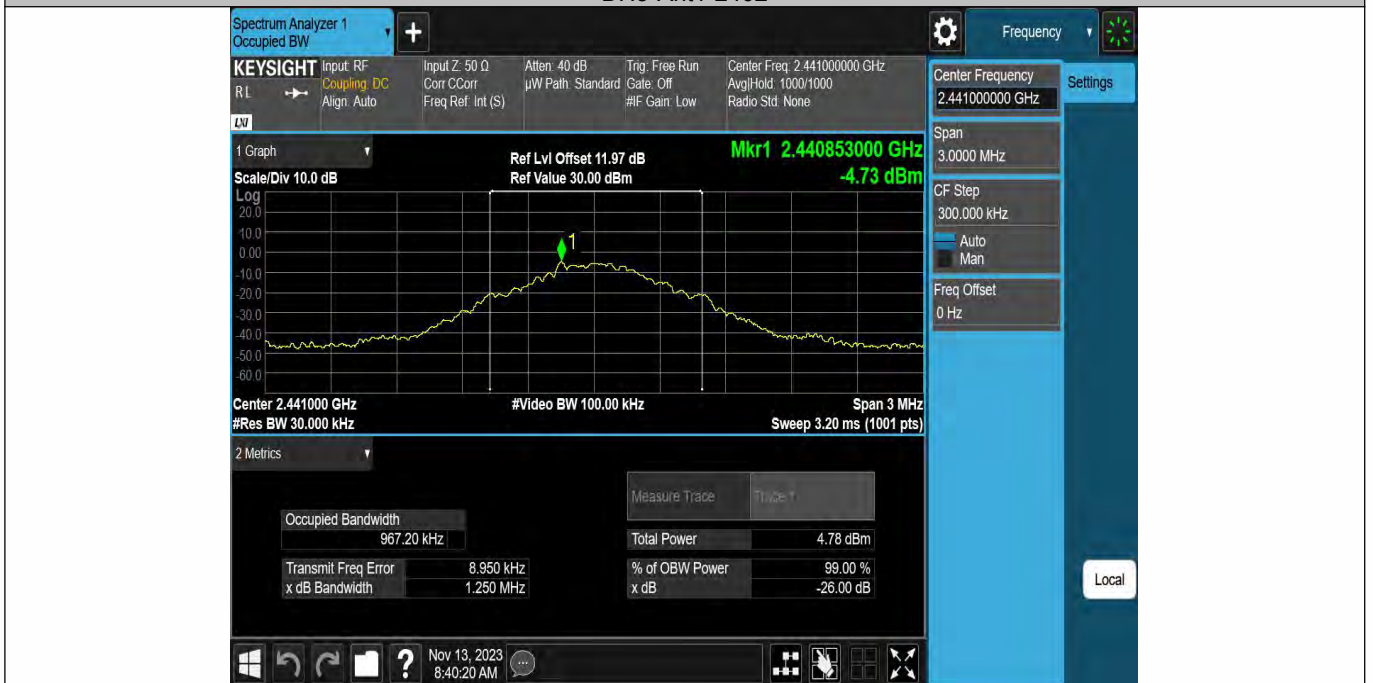 Spectrum Analyzer 1
Occupied BW
+
Frequency
KEYSIGHT
RL
LXI
Input: RF
Coupling: DC
Align: Auto
Input Z: 50 Ω
Corr CCorr
Freq Ref: Int (S)
Atten: 40 dB
µW Path: Standard
Trig: Free Run
Gate: Off
#IF Gain: Low
Center Freq: 2.441000000 GHz
Avg|Hold: 1000/1000
Radio Std: None
Center Frequency
2.441000000 GHz
Settings
Span
3.0000 MHz
CF Step
300.000 kHz
Auto
Man
Freq Offset
0 Hz
Local
1 Graph
Scale/Div 10.0 dB
Ref Lvl Offset 11.97 dB
Ref Value 30.00 dBm
Mkr1 2.440853000 GHz
-4.73 dBm
Log
20.0
10.0
0.00
-10.0
-20.0
-30.0
-40.0
-50.0
-60.0
1
Center 2.441000 GHz
#Res BW 30.000 kHz
#Video BW 100.00 kHz
Span 3 MHz
Sweep 3.20 ms (1001 pts)
2 Metrics
Measure Trace
Trace 1
Occupied Bandwidth
967.20 kHz
Total Power 4.78 dBm
Transmit Freq Error 8.950 kHz
% of OBW Power 99.00 %
x dB Bandwidth 1.250 MHz
x dB -26.00 dB
?
Nov 13, 2023
8:40:20 AM